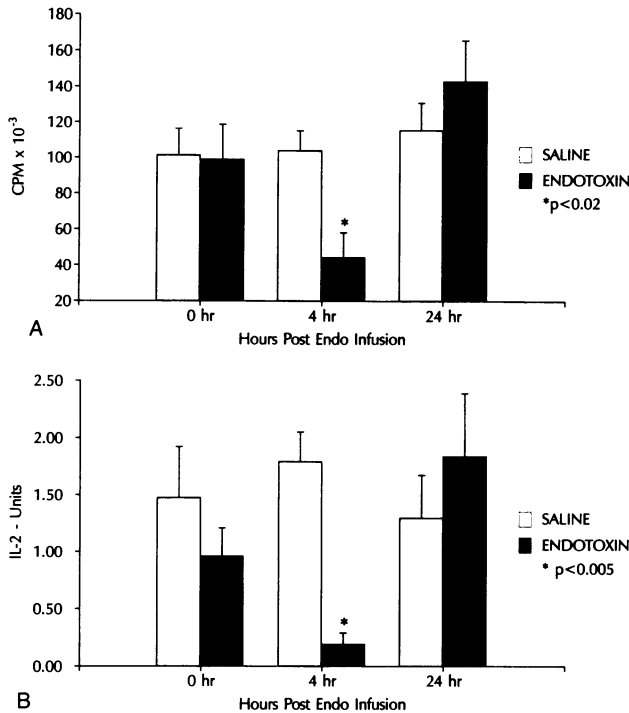 180
160
140
120
100
80
60
40
20
CPM x 10⁻³
SALINE
ENDOTOXIN
*p<0.02
*
0 hr 4 hr 24 hr
A
Hours Post Endo Infusion
2.50
2.00
1.50
1.00
0.50
0.00
IL-2 - Units
SALINE
ENDOTOXIN
* p<0.005
*
0 hr 4 hr 24 hr
B
Hours Post Endo Infusion